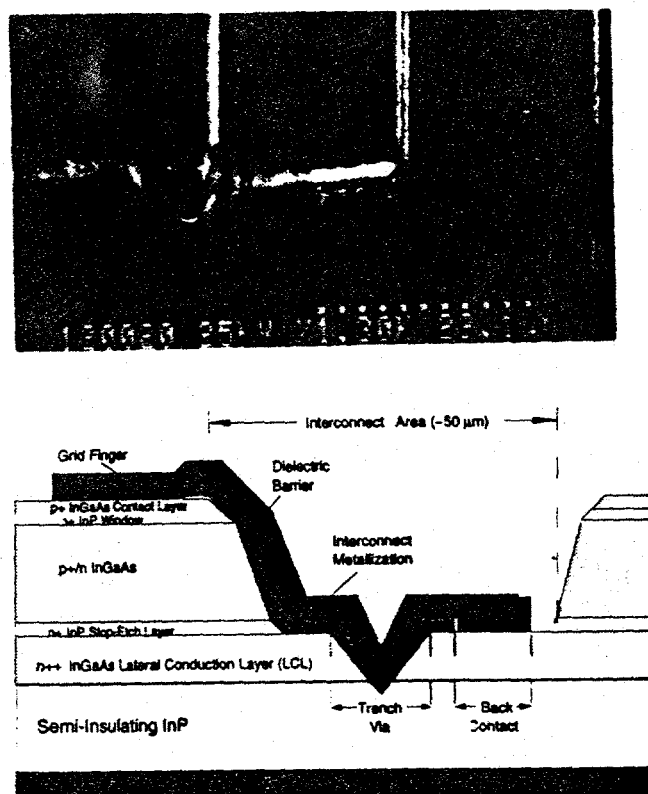 Interconnect Area (~50 µm)
Grid Finger
Dielectric
Barrier
p+ InGaAs Contact Layer
p+ InP Window
Interconnect
Metallization
p+/n InGaAs
n+ InP Stop-Etch Layer
n++ InGaAs Lateral Conduction Layer (LCL)
Trench
Via
Back
Contact
Semi-Insulating InP